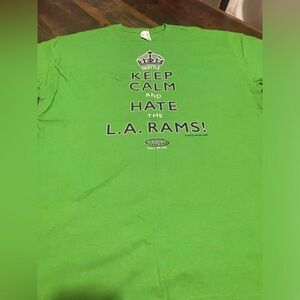 SEATTLE
KEEP
CALM
AND
HATE
THE
L.A. RAMS!